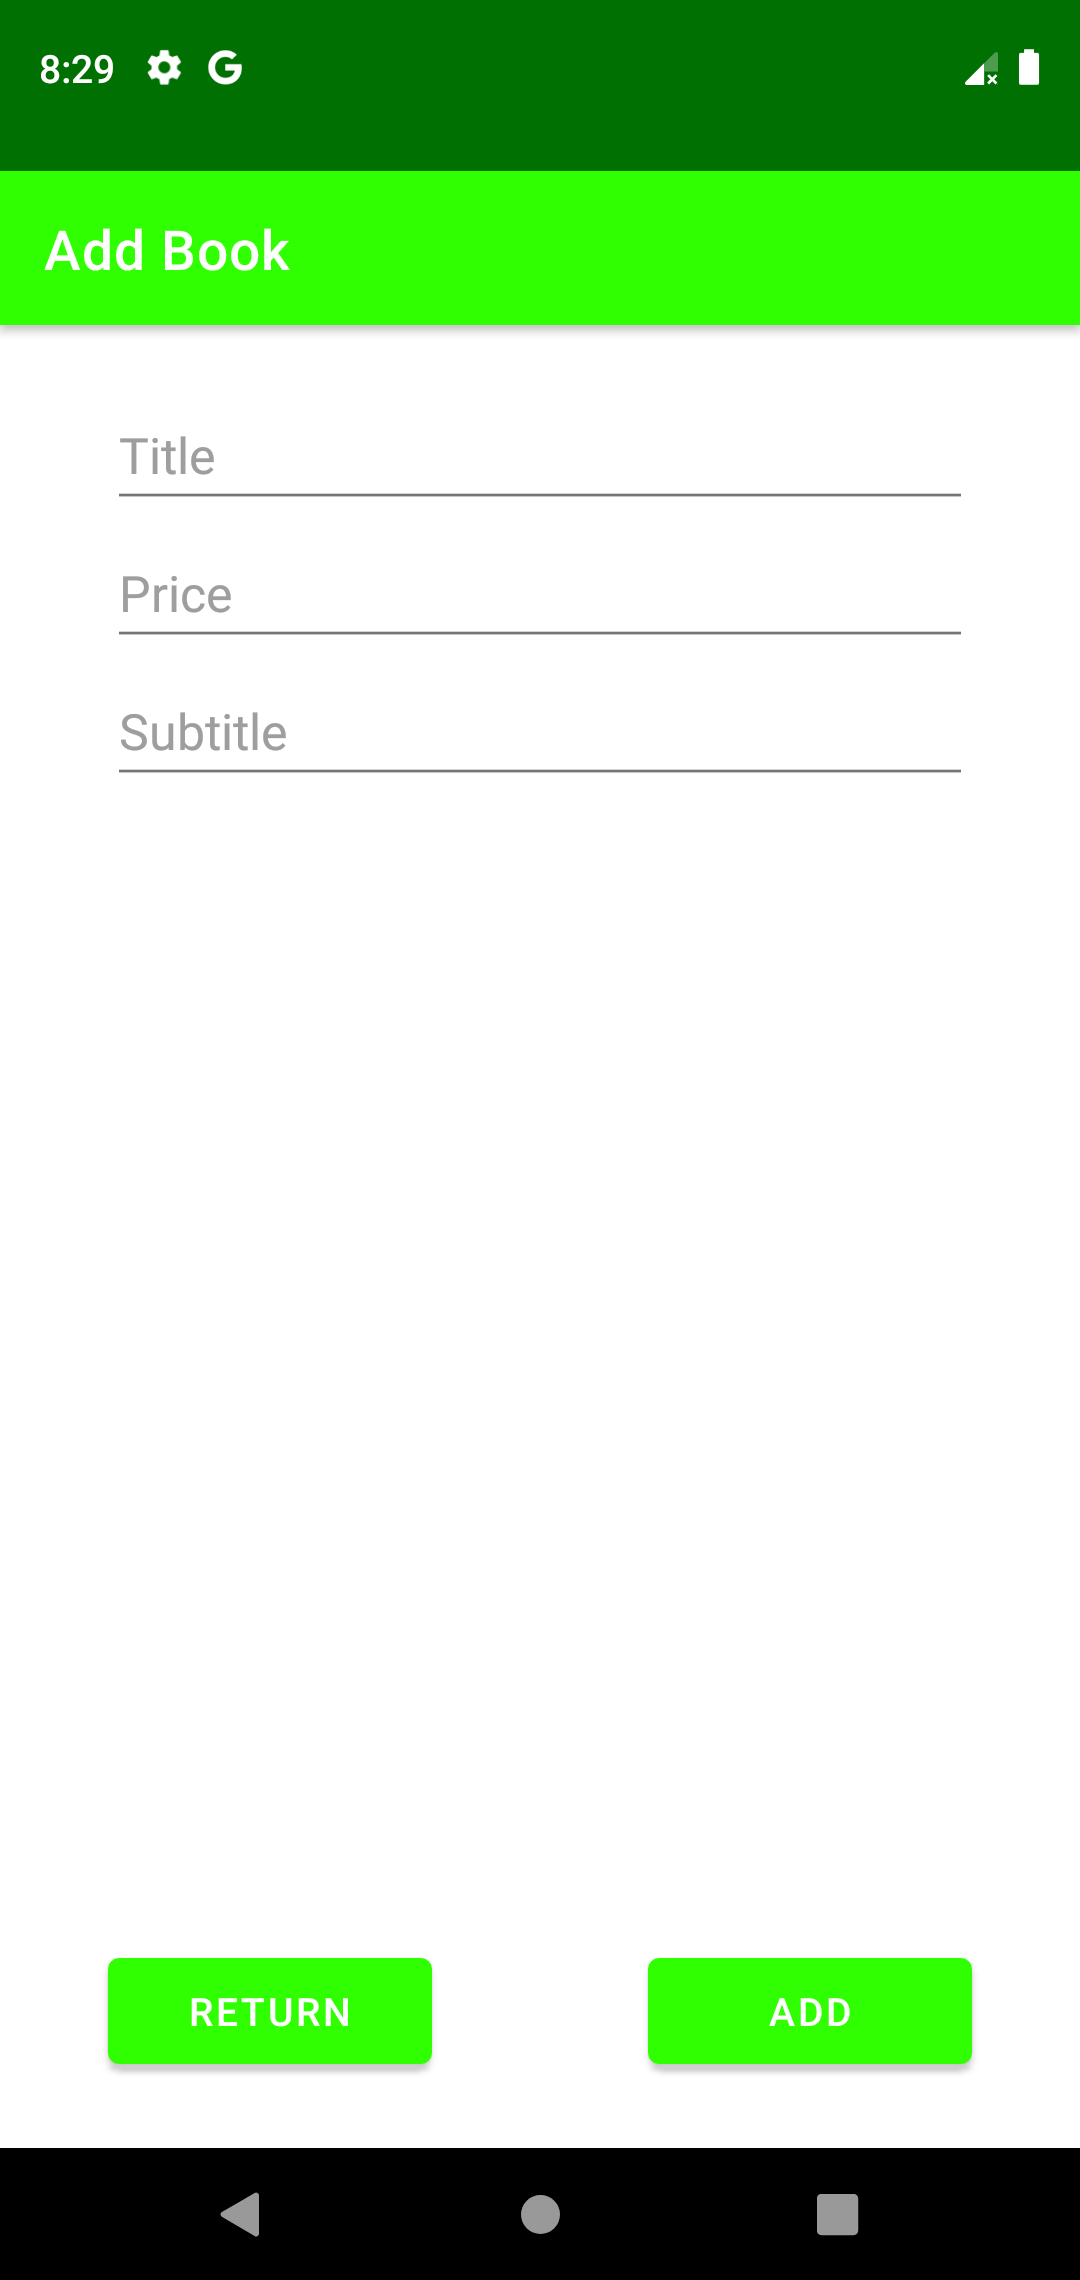 8:29
Add Book
Title
Price
Subtitle
RETURN
ADD